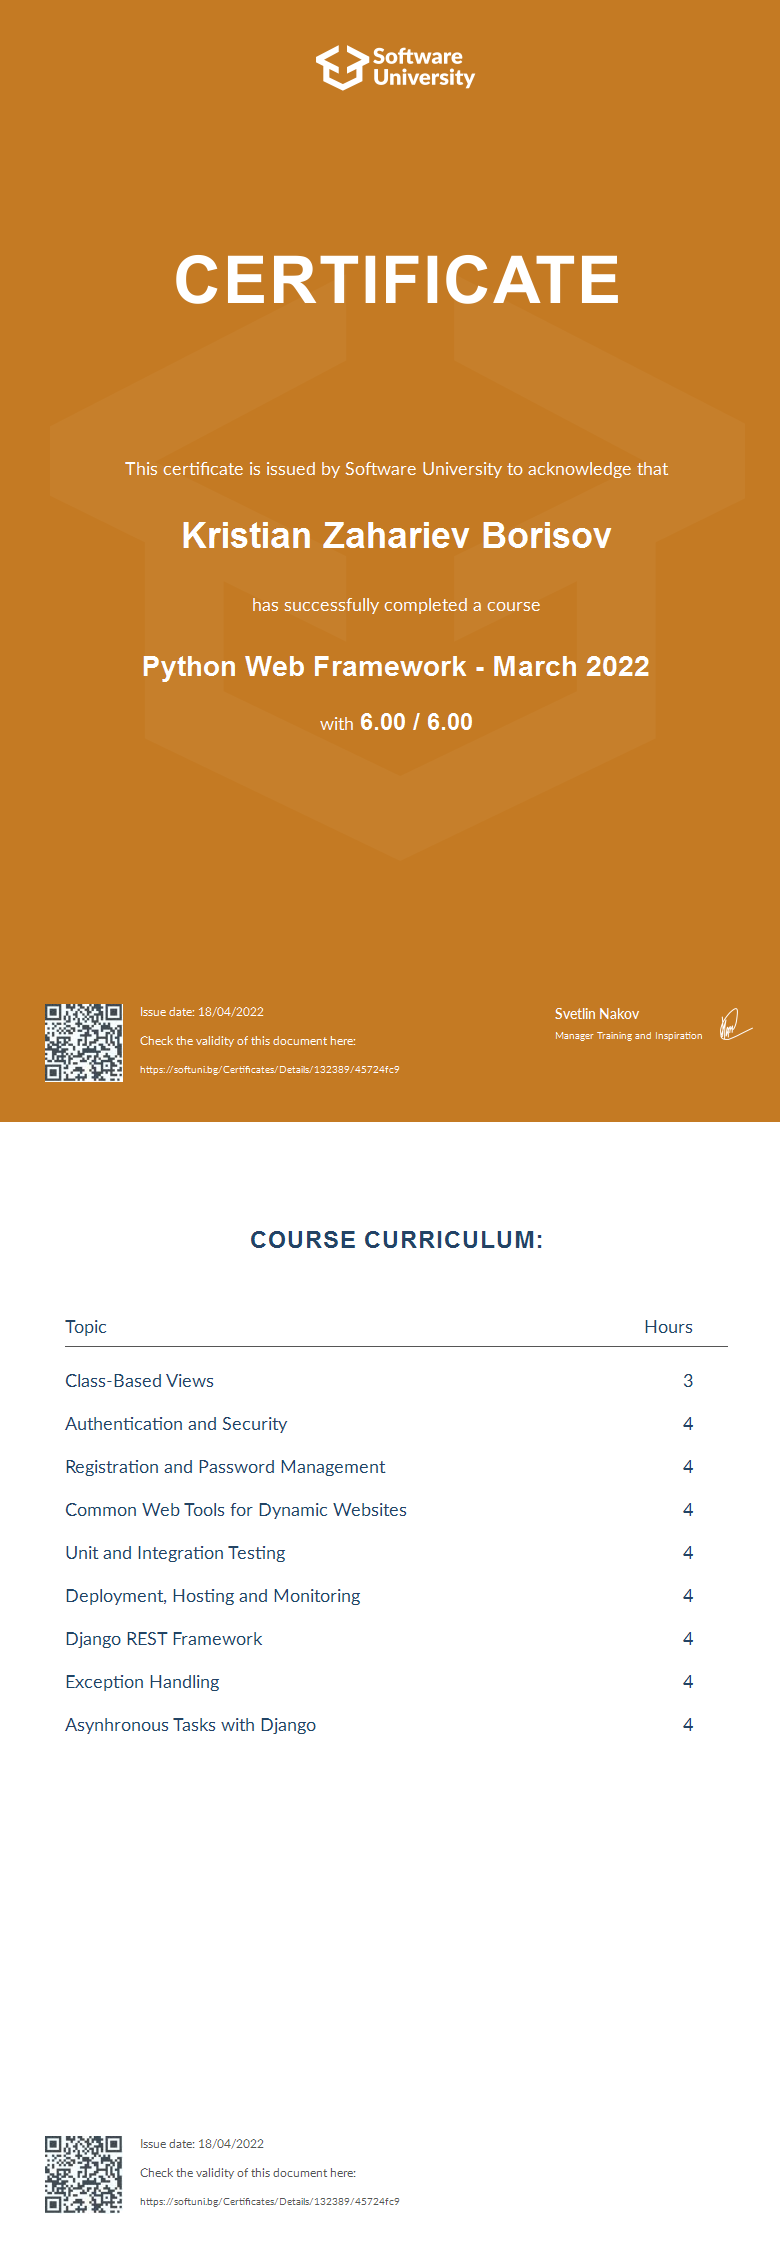 Software
University
CERTIFICATE
This certificate is issued by Software University to acknowledge that
Kristian Zahariev Borisov
has successfully completed a course
Python Web Framework - March 2022
with 6.00 / 6.00
Issue date: 18/04/2022
Check the validity of this document here:
https://softuni.bg/Certificates/Details/132389/45724fc9
Svetlin Nakov
Manager Training and Inspiration
COURSE CURRICULUM:
Topic Hours
Class-Based Views 3
Authentication and Security 4
Registration and Password Management 4
Common Web Tools for Dynamic Websites 4
Unit and Integration Testing 4
Deployment, Hosting and Monitoring 4
Django REST Framework 4
Exception Handling 4
Asynhronous Tasks with Django 4
Issue date: 18/04/2022
Check the validity of this document here:
https://softuni.bg/Certificates/Details/132389/45724fc9